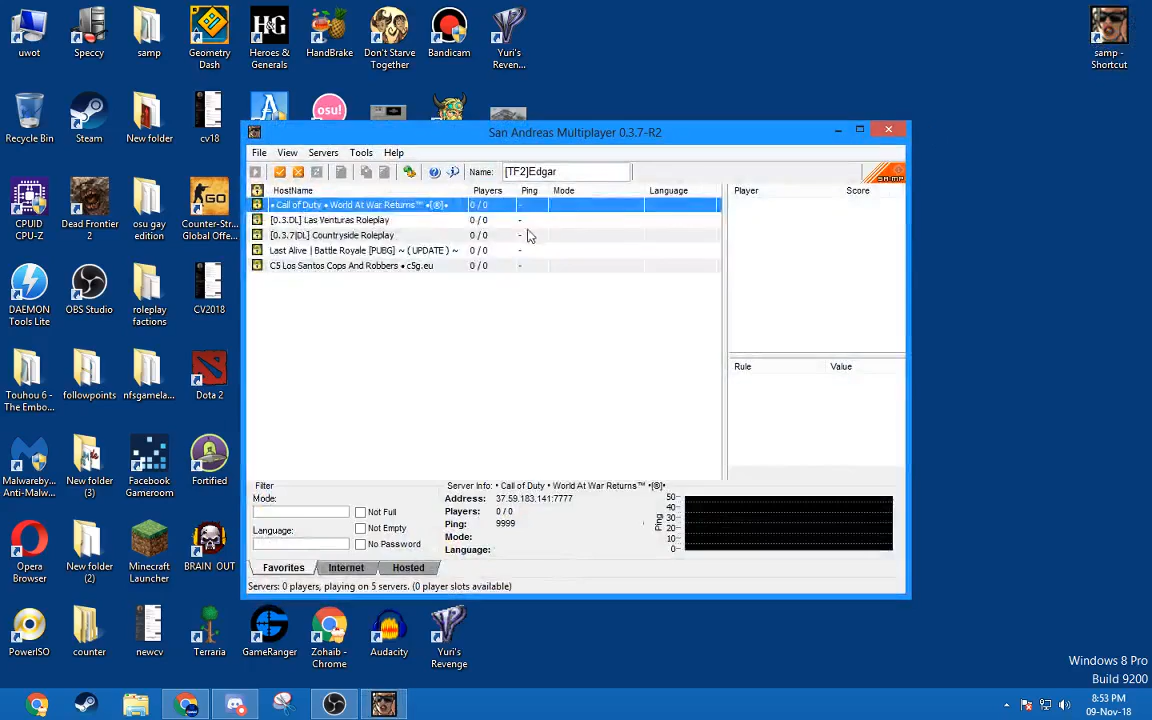 uwot
Speccy
samp
Geometry
Dash
Heroes &
Generals
HandBrake
Don't Starve
Together
Bandicam
Yuri's
Reven...
samp -
Shortcut
Recycle Bin
Steam
New folder
cv18
osu!
San Andreas Multiplayer 0.3.7-R2
File View Servers Tools Help
Name: [TF2]Edgar
HostName Players Ping Mode Language
Player Score
• Call of Duty • World At War Returns™ •[®]• 0 / 0 -
[0.3.DL] Las Venturas Roleplay 0 / 0 -
[0.3.7|DL] Countryside Roleplay 0 / 0 -
Last Alive | Battle Royale [PUBG] ~ ( UPDATE ) ~ 0 / 0 -
C5 Los Santos Cops And Robbers • c5g.eu 0 / 0 -
Rule Value
CPUID
CPU-Z
Dead Frontier
2
osu gay
edition
Counter-Str...
Global Offe...
DAEMON
Tools Lite
OBS Studio
roleplay
factions
CV2018
Touhou 6 -
The Embo...
followpoints
nfsgamela...
Dota 2
Malwareby...
Anti-Malw...
New folder
(3)
Facebook
Gameroom
Fortified
Filter
Mode:
Not Full
Not Empty
Language:
No Password
Server Info: • Call of Duty • World At War Returns™ •[®]•
Address: 37.59.183.141:7777
Players: 0 / 0
Ping: 9999
Mode:
Language:
Ping
50
40
30
20
10
0
Favorites Internet Hosted
Servers: 0 players, playing on 5 servers. (0 player slots available)
Opera
Browser
New folder
(2)
Minecraft
Launcher
BRAIN OUT
PowerISO
counter
newcv
Terraria
GameRanger
Zohaib -
Chrome
Audacity
Yuri's
Revenge
Windows 8 Pro
Build 9200
8:53 PM
09-Nov-18